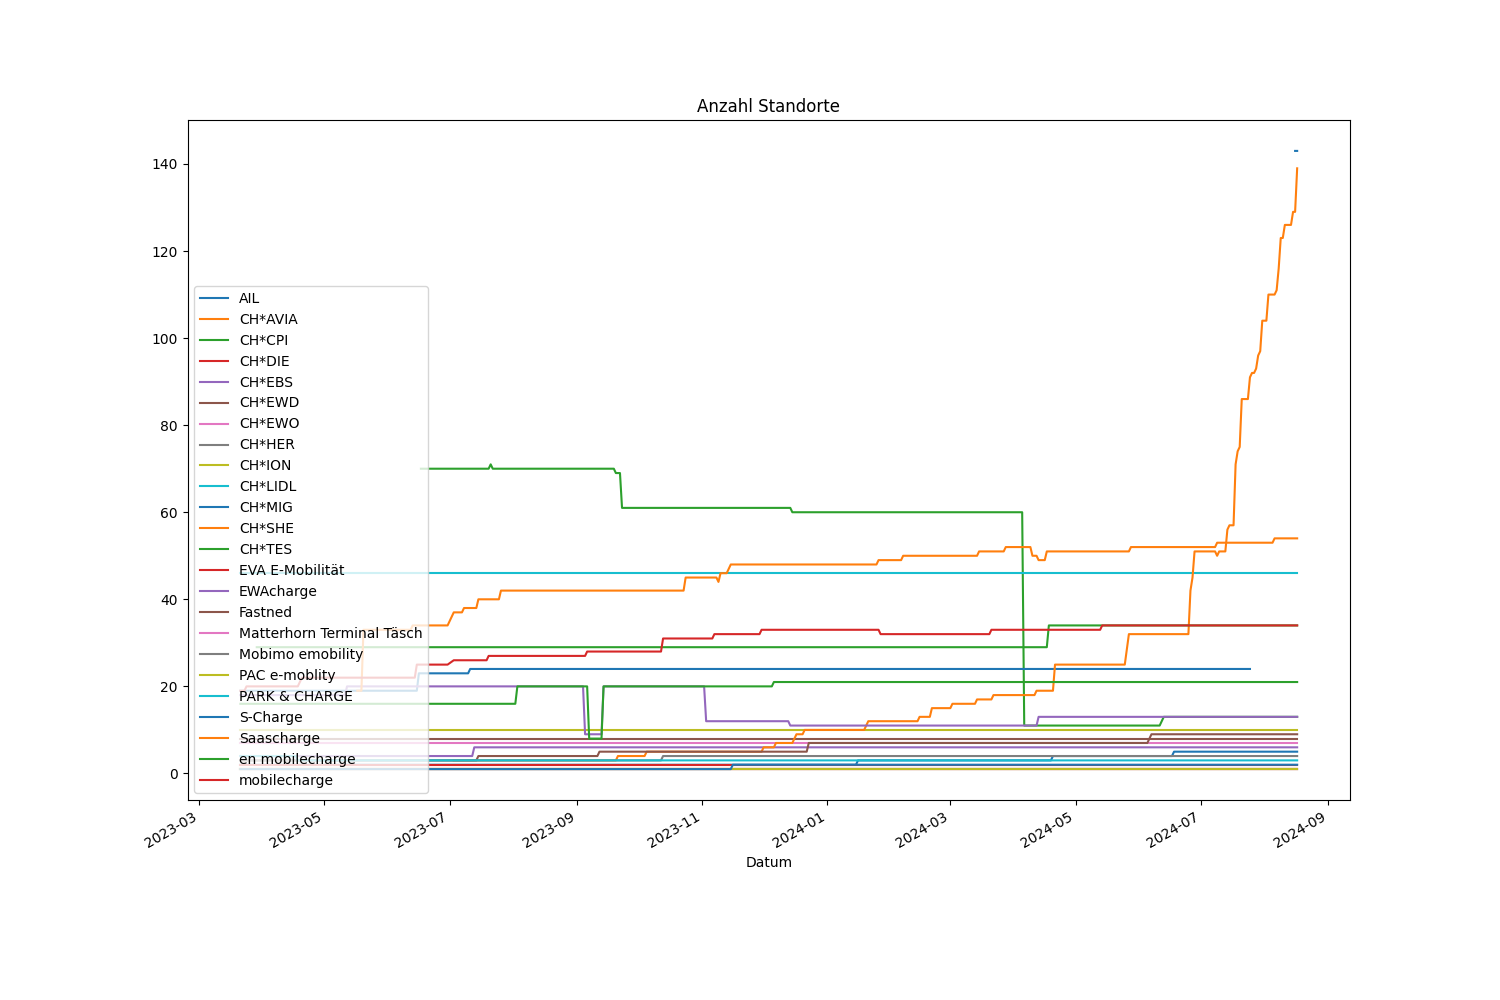 Anzahl Standorte
140
120
100
80
60
40
20
0
AIL
CH*AVIA
CH*CPI
CH*DIE
CH*EBS
CH*EWD
CH*EWO
CH*HER
CH*ION
CH*LIDL
CH*MIG
CH*SHE
CH*TES
EVA E-Mobilität
EWAcharge
Fastned
Matterhorn Terminal Täsch
Mobimo emobility
PAC e-moblity
PARK & CHARGE
S-Charge
Saascharge
en mobilecharge
mobilecharge
2023-03
2023-05
2023-07
2023-09
2023-11
2024-01
2024-03
2024-05
2024-07
2024-09
Datum